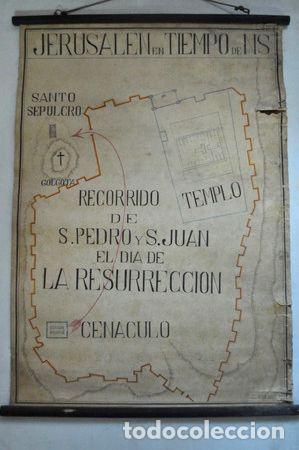 JERUSALEN EN TIEMPO DE NS
SANTO
SEPULCRO
GOLGOTA
TEMPLO
RECORRIDO
DE
S. PEDRO Y S. JUAN
EL DIA DE
LA RESURRECCION
CENACULO
todocoleccion